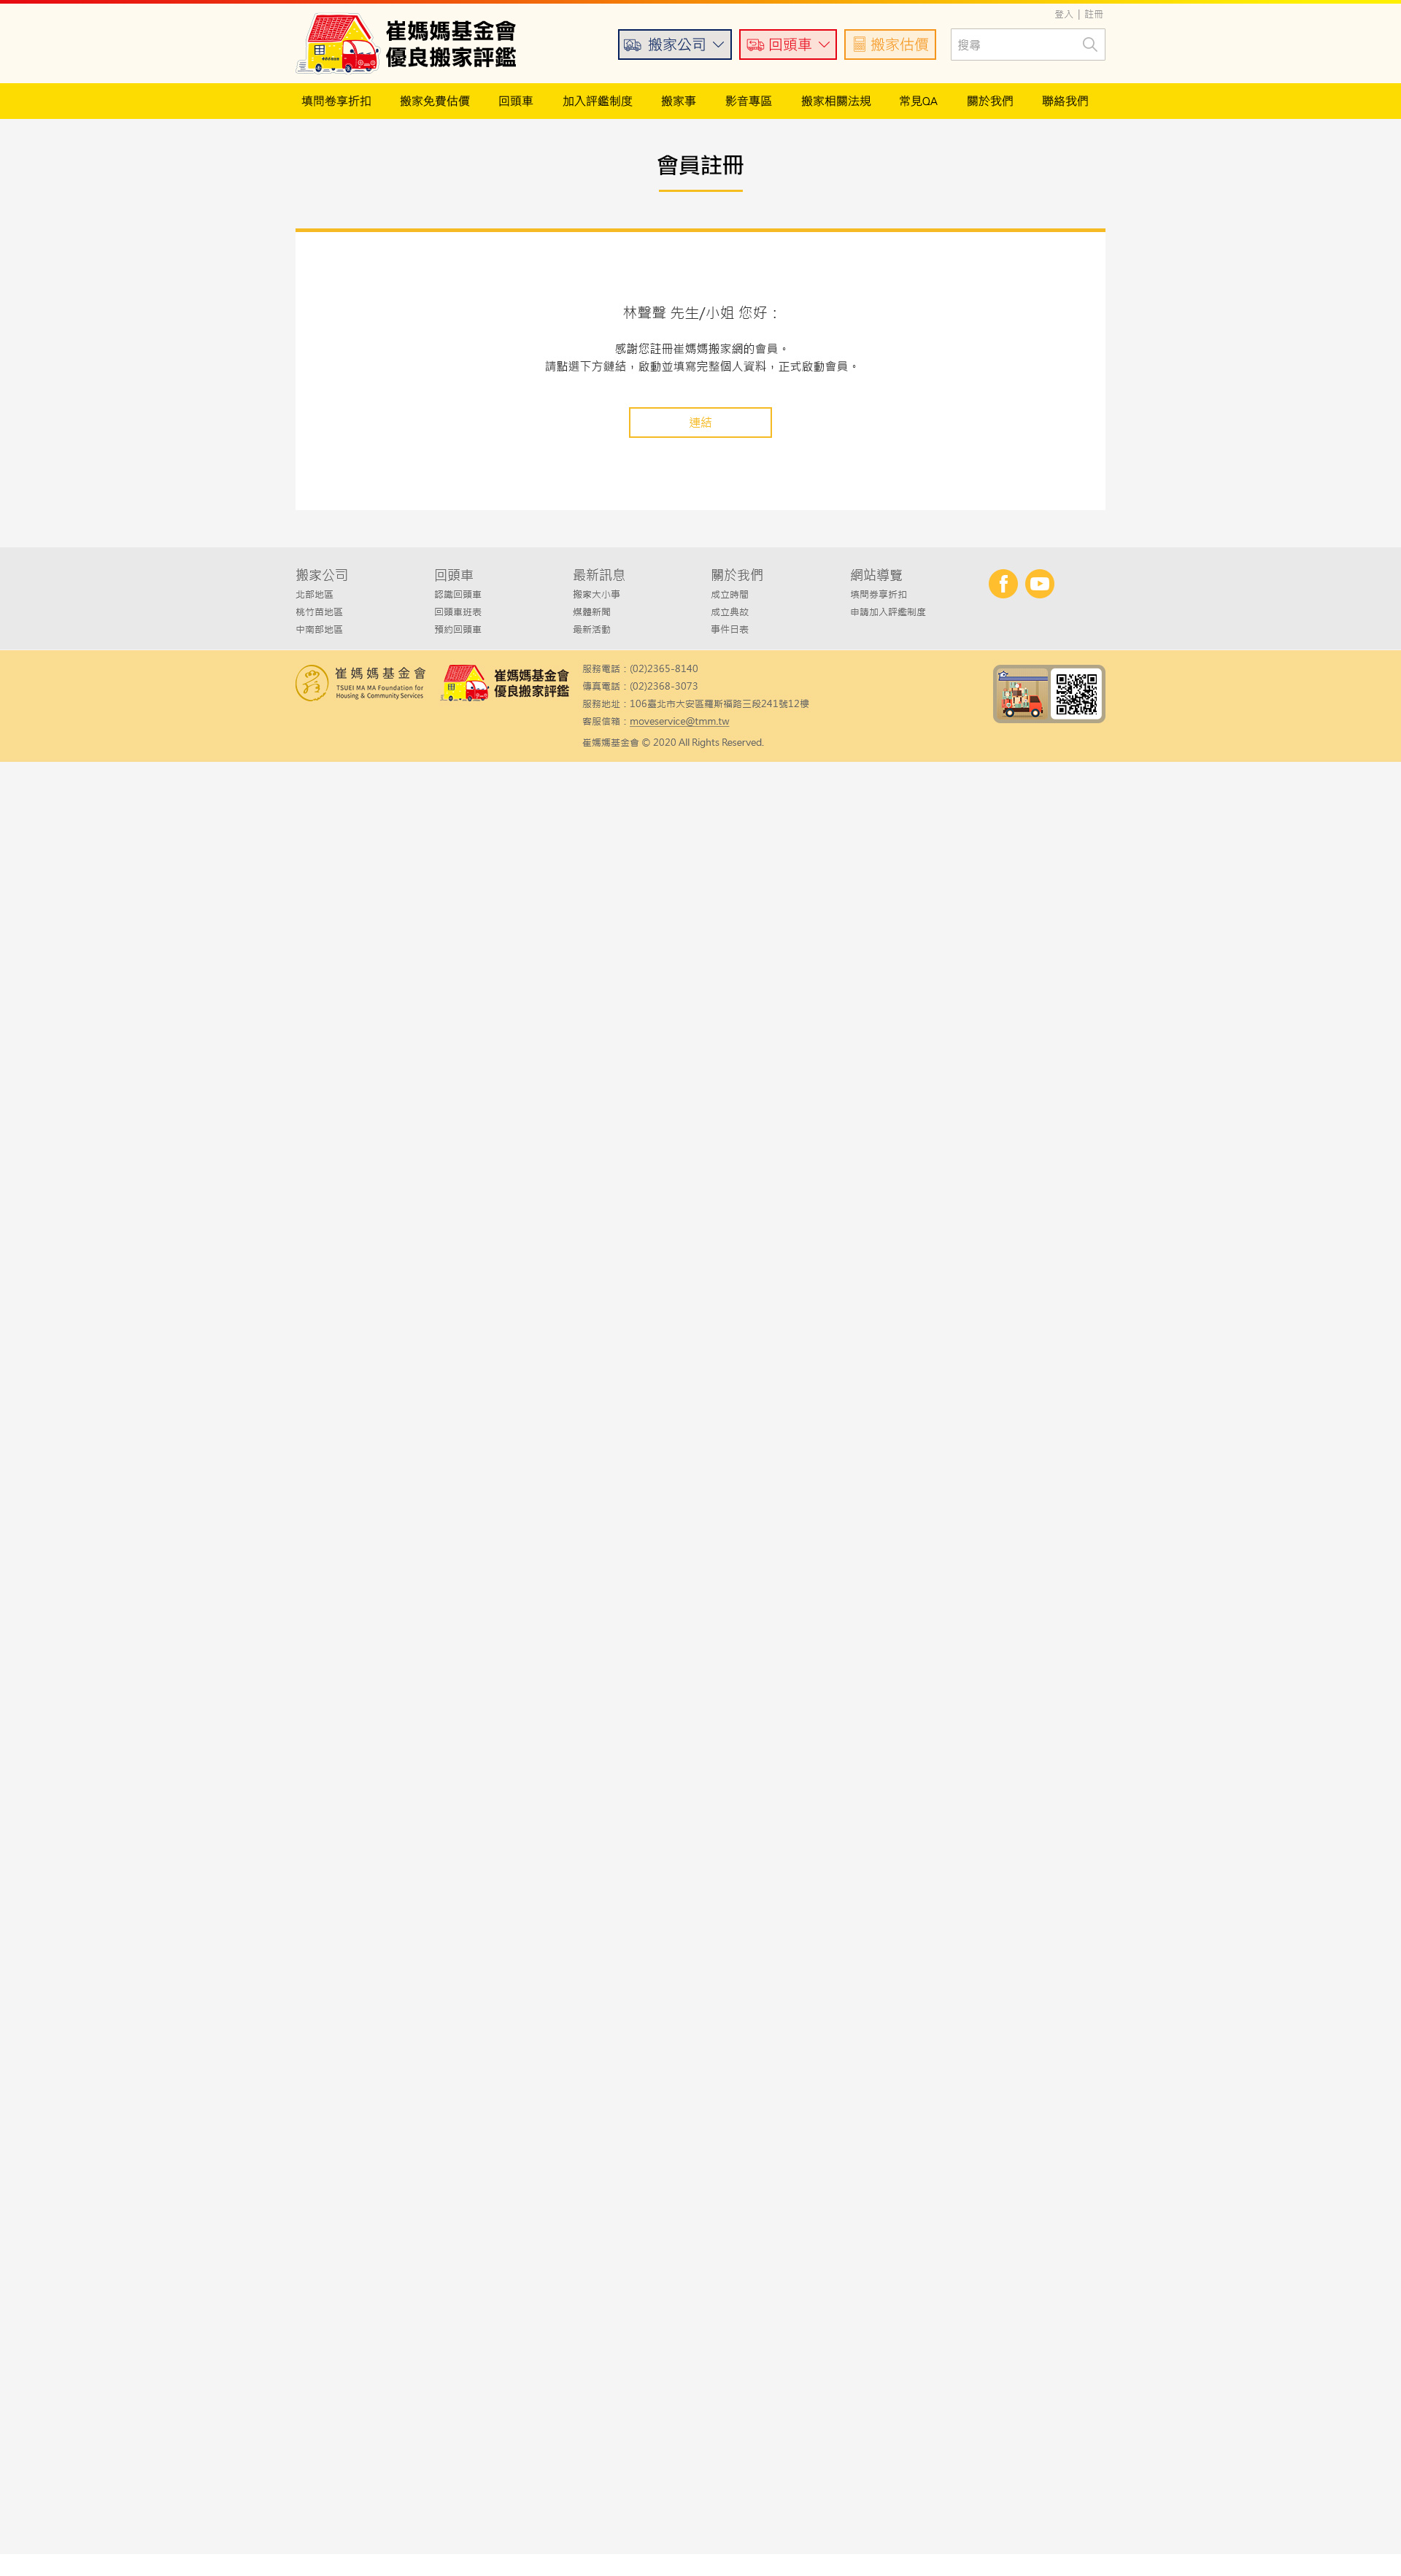 登入 | 註冊
崔媽媽基金會
優良搬家評鑑
搬家公司 回頭車 搬家估價 搜尋
填問卷享折扣 搬家免費估價 回頭車 加入評鑑制度 搬家事 影音專區 搬家相關法規 常見QA 關於我們 聯絡我們
會員註冊
林聲聲 先生/小姐 您好：
感謝您註冊崔媽媽搬家網的會員。
請點選下方鏈結，啟動並填寫完整個人資料，正式啟動會員。
連結
搬家公司
北部地區
桃竹苗地區
中南部地區
回頭車
認識回頭車
回頭車班表
預約回頭車
最新訊息
搬家大小事
媒體新聞
最新活動
關於我們
成立時間
成立典故
事件日表
網站導覽
填問券享折扣
申請加入評鑑制度
崔媽媽基金會
TSUEI MA MA Foundation for
Housing & Community Services
崔媽媽基金會
優良搬家評鑑
服務電話：(02)2365-8140
傳真電話：(02)2368-3073
服務地址：106臺北市大安區羅斯福路三段241號12樓
客服信箱：moveservice@tmm.tw
崔媽媽基金會 © 2020 All Rights Reserved.